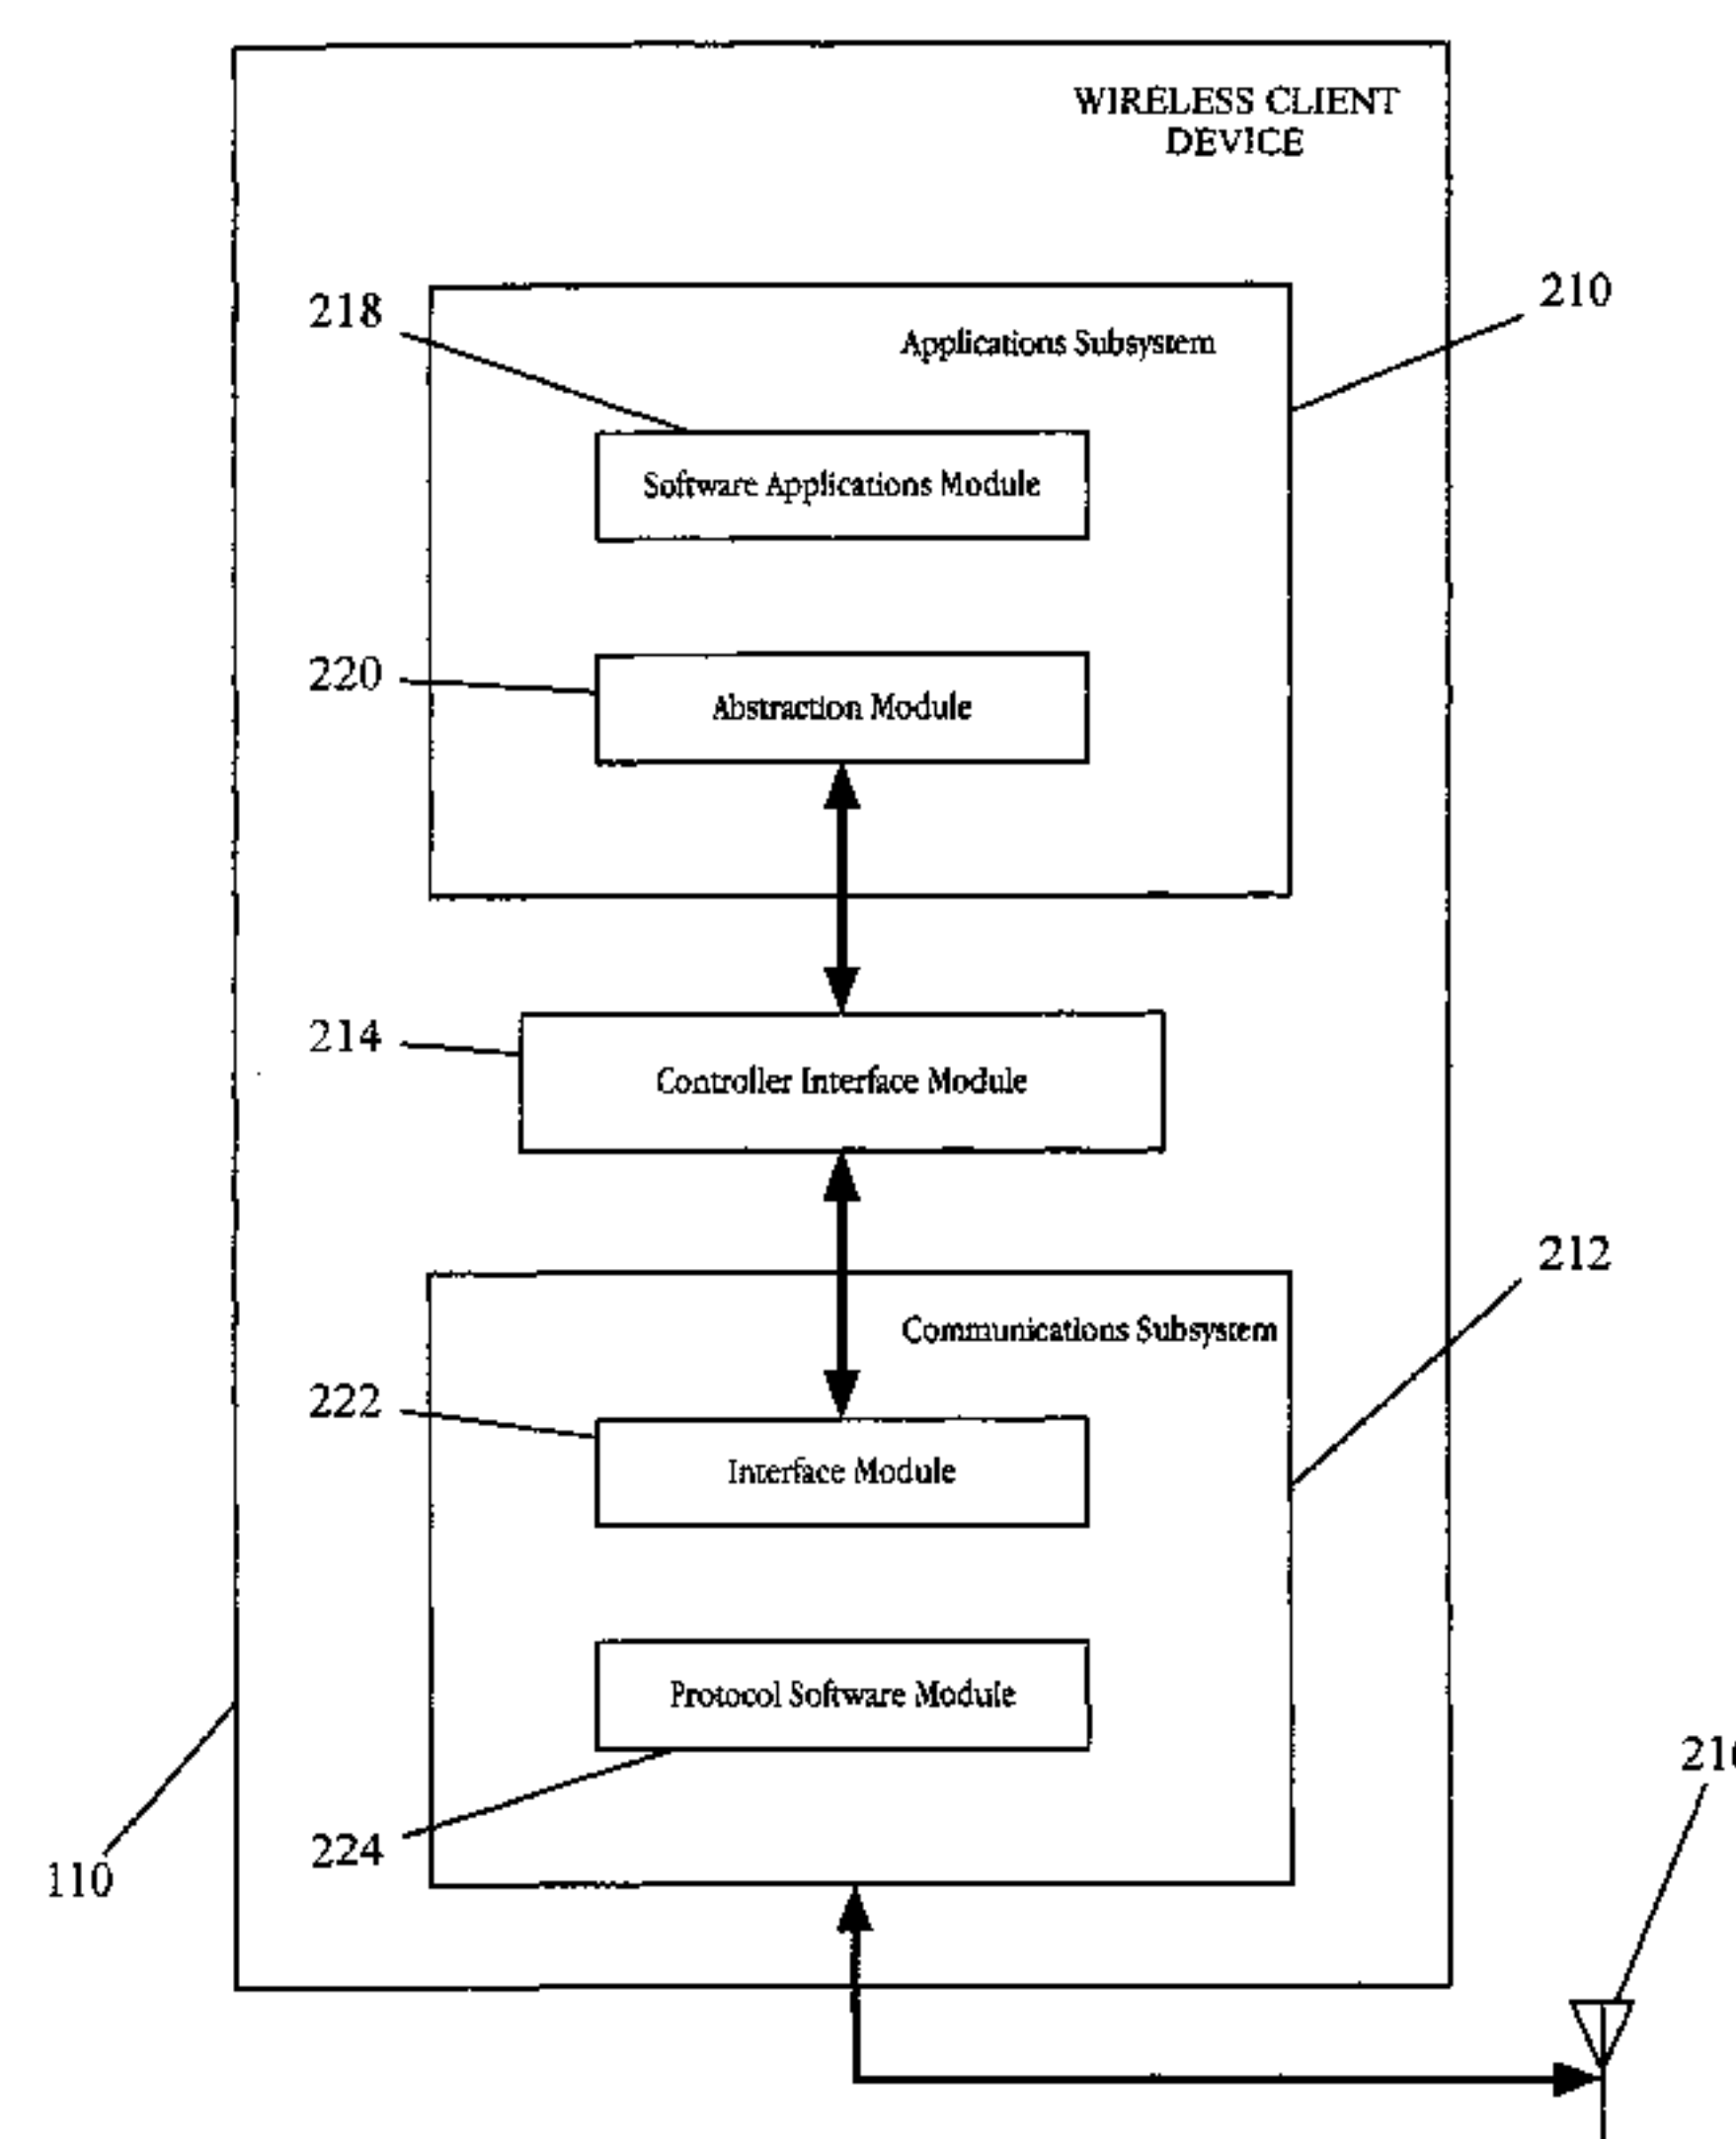 WIRELESS CLIENT
DEVICE
218
210
Applications Subsystem
Software Applications Module
220
Abstraction Module
214
Controller Interface Module
212
Communications Subsystem
222
Interface Module
Protocol Software Module
224
110